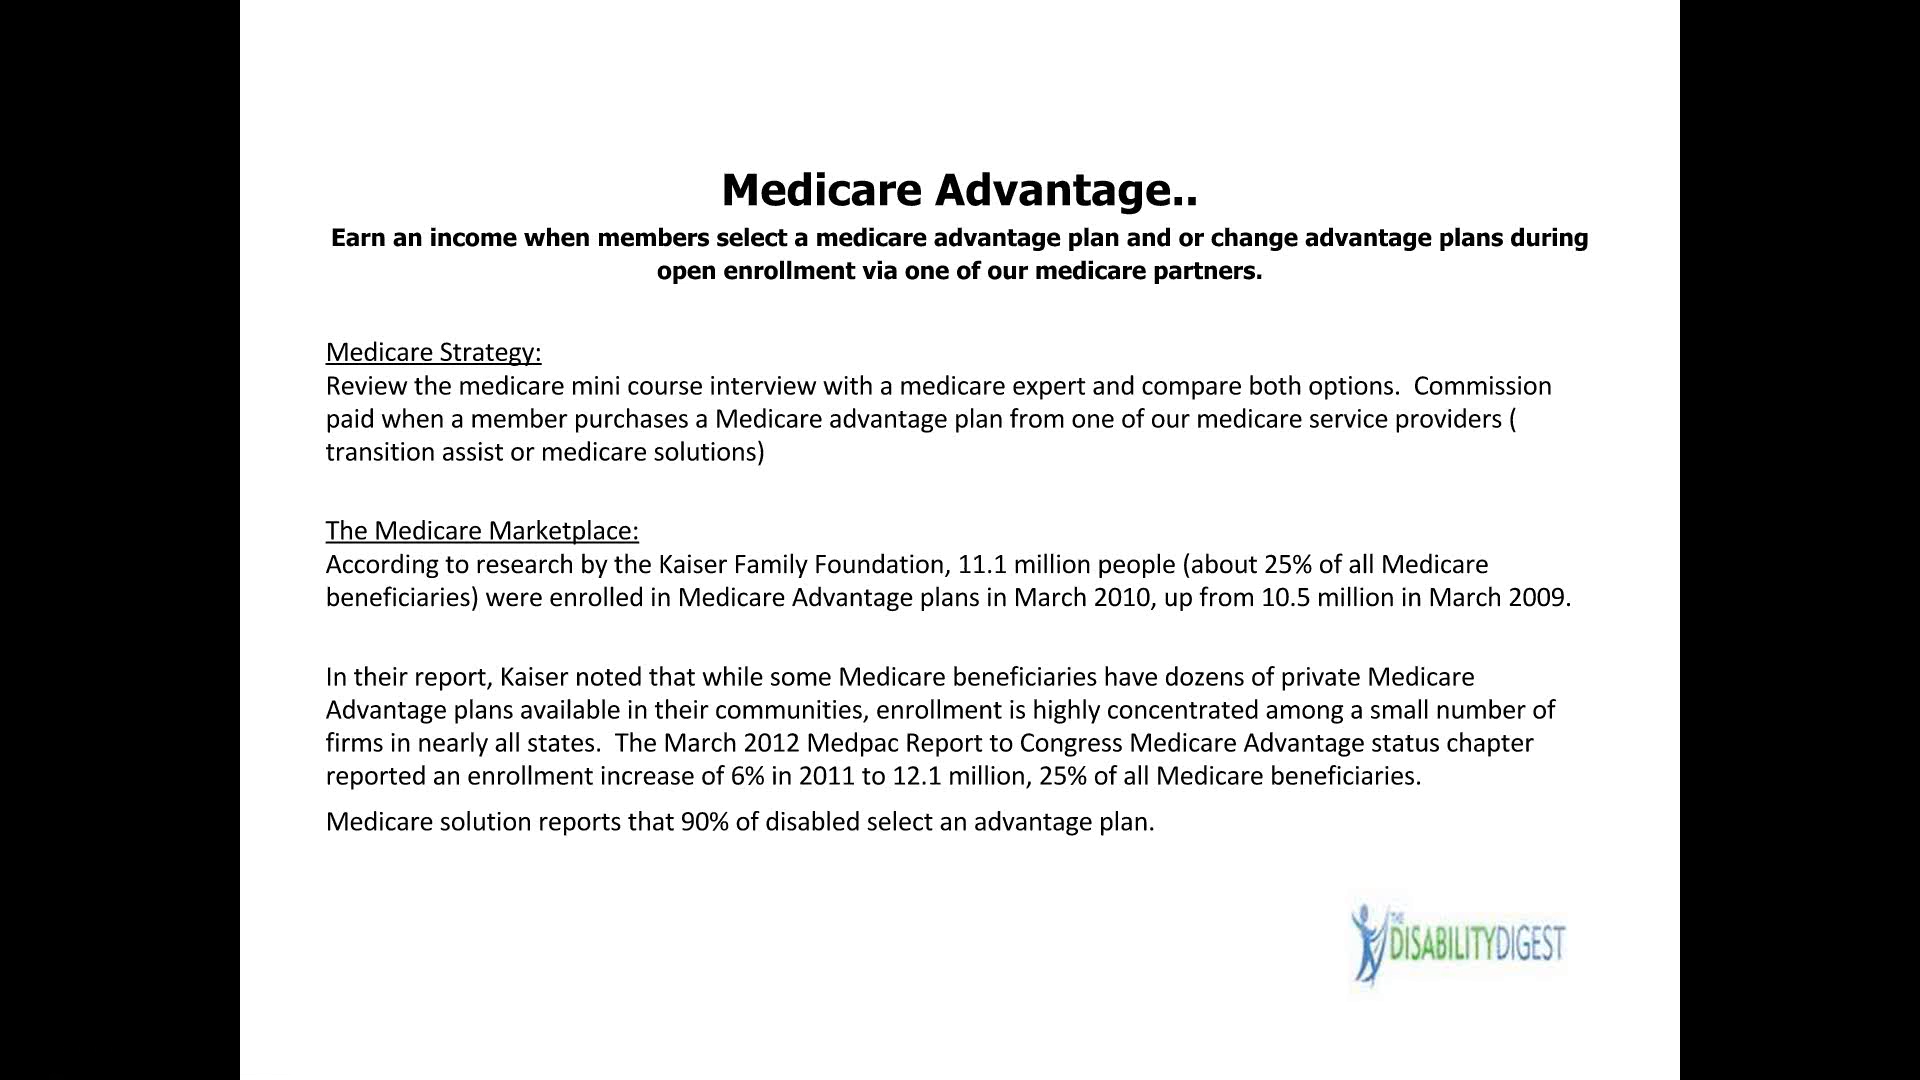 Medicare Advantage..
Earn an income when members select a medicare advantage plan and or change advantage plans during
open enrollment via one of our medicare partners.
Medicare Strategy:
Review the medicare mini course interview with a medicare expert and compare both options.  Commission
paid when a member purchases a Medicare advantage plan from one of our medicare service providers (
transition assist or medicare solutions)
The Medicare Marketplace:
According to research by the Kaiser Family Foundation, 11.1 million people (about 25% of all Medicare
beneficiaries) were enrolled in Medicare Advantage plans in March 2010, up from 10.5 million in March 2009.
In their report, Kaiser noted that while some Medicare beneficiaries have dozens of private Medicare
Advantage plans available in their communities, enrollment is highly concentrated among a small number of
firms in nearly all states.  The March 2012 Medpac Report to Congress Medicare Advantage status chapter
reported an enrollment increase of 6% in 2011 to 12.1 million, 25% of all Medicare beneficiaries.
Medicare solution reports that 90% of disabled select an advantage plan.
THE
DISABILITYDIGEST